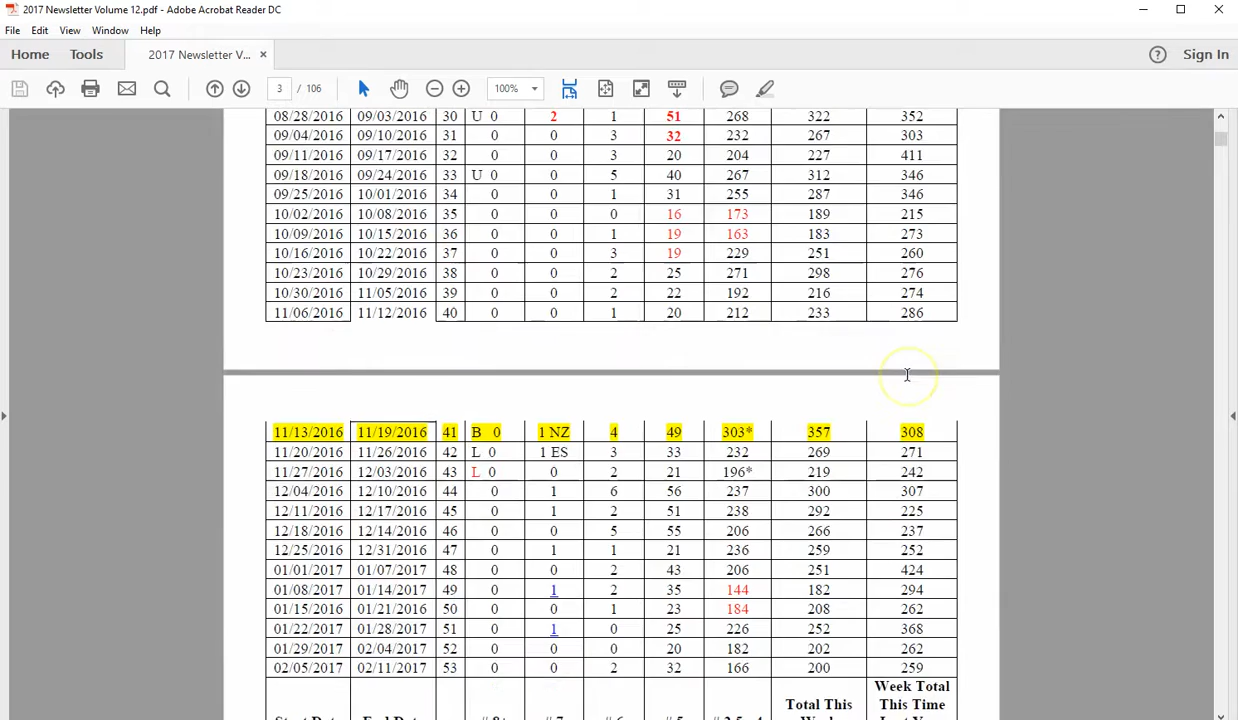 2017 Newsletter Volume 12.pdf - Adobe Acrobat Reader DC
File Edit View Window Help
Home Tools 2017 Newsletter V... × ? Sign In
3 / 106 100%
08/28/2016 09/03/2016 30 U 0 2 1 51 268 322 352
09/04/2016 09/10/2016 31 0 0 3 32 232 267 303
09/11/2016 09/17/2016 32 0 0 3 20 204 227 411
09/18/2016 09/24/2016 33 U 0 0 5 40 267 312 346
09/25/2016 10/01/2016 34 0 0 1 31 255 287 346
10/02/2016 10/08/2016 35 0 0 0 16 173 189 215
10/09/2016 10/15/2016 36 0 0 1 19 163 183 273
10/16/2016 10/22/2016 37 0 0 3 19 229 251 260
10/23/2016 10/29/2016 38 0 0 2 25 271 298 276
10/30/2016 11/05/2016 39 0 0 2 22 192 216 274
11/06/2016 11/12/2016 40 0 0 1 20 212 233 286
11/13/2016 11/19/2016 41 B 0 1 NZ 4 49 303* 357 308
11/20/2016 11/26/2016 42 L 0 1 ES 3 33 232 269 271
11/27/2016 12/03/2016 43 L 0 0 2 21 196* 219 242
12/04/2016 12/10/2016 44 0 1 6 56 237 300 307
12/11/2016 12/17/2016 45 0 1 2 51 238 292 225
12/18/2016 12/14/2016 46 0 0 5 55 206 266 237
12/25/2016 12/31/2016 47 0 1 1 21 236 259 252
01/01/2017 01/07/2017 48 0 0 2 43 206 251 424
01/08/2017 01/14/2017 49 0 1 2 35 144 182 294
01/15/2017 01/21/2016 50 0 0 1 23 184 208 262
01/22/2017 01/28/2017 51 0 1 0 25 226 252 368
01/29/2017 02/04/2017 52 0 0 0 20 182 202 262
02/05/2017 02/11/2017 53 0 0 2 32 166 200 259
Week Total
Total This This Time